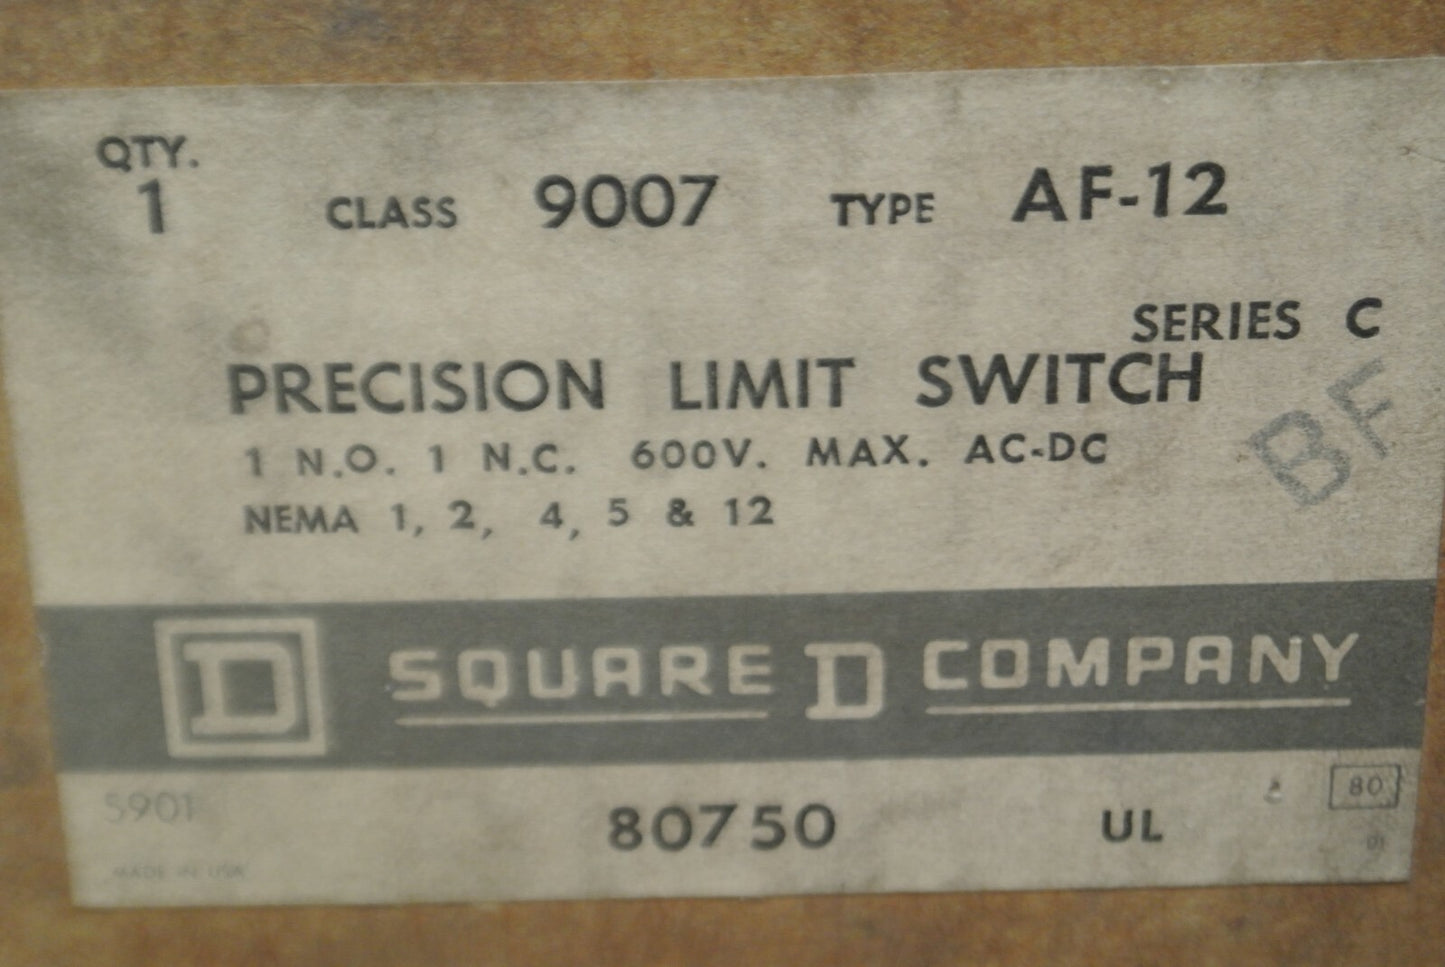 QTY.
1 CLASS 9007 TYPE AF-12
SERIES C
PRECISION LIMIT SWITCH
1 N.O. 1 N.C. 600V. MAX. AC-DC
NEMA 1, 2, 4, 5 & 12
BF
D SQUARE D COMPANY
5901 80750 UL 80
MADE IN USA